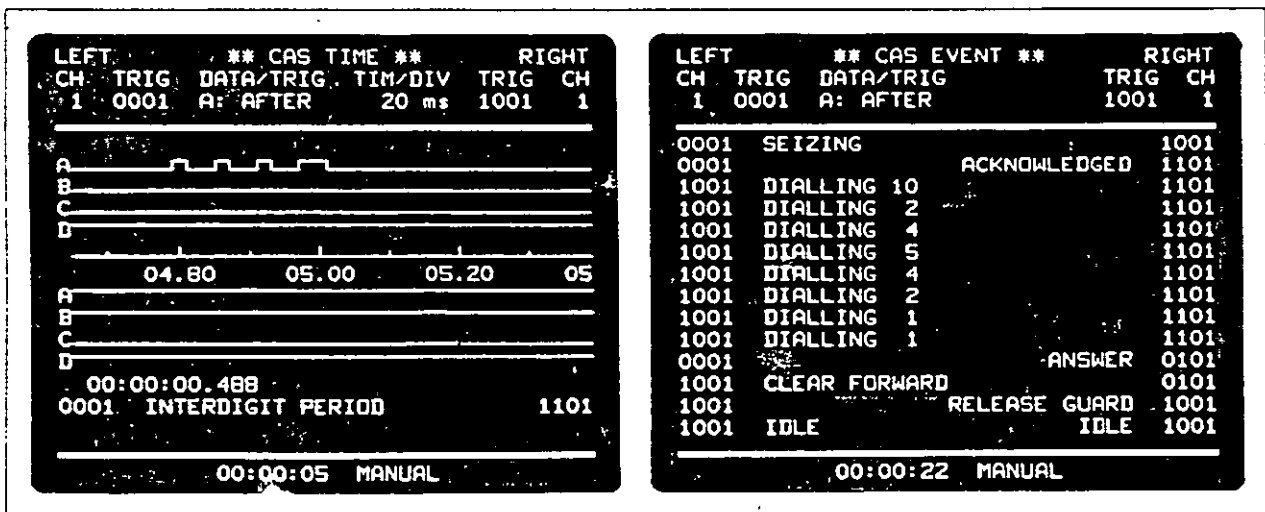 LEFT ** CAS TIME ** RIGHT
CH TRIG DATA/TRIG TIM/DIV TRIG CH
1 0001 A: AFTER 20 ms 1001 1
A
B
C
D
04.80 05.00 05.20 05
A
B
C
D
00:00:00.488
0001 INTERDIGIT PERIOD 1101
00:00:05 MANUAL
LEFT ** CAS EVENT ** RIGHT
CH TRIG DATA/TRIG TRIG CH
1 0001 A: AFTER 1001 1
0001 SEIZING 1001
0001 ACKNOWLEDGED 1101
1001 DIALLING 10 1101
1001 DIALLING 2 1101
1001 DIALLING 4 1101
1001 DIALLING 5 1101
1001 DIALLING 4 1101
1001 DIALLING 2 1101
1001 DIALLING 1 1101
1001 DIALLING 1 1101
0001 ANSWER 0101
1001 CLEAR FORWARD 0101
1001 RELEASE GUARD 1001
1001 IDLE IDLE 1001
00:00:22 MANUAL